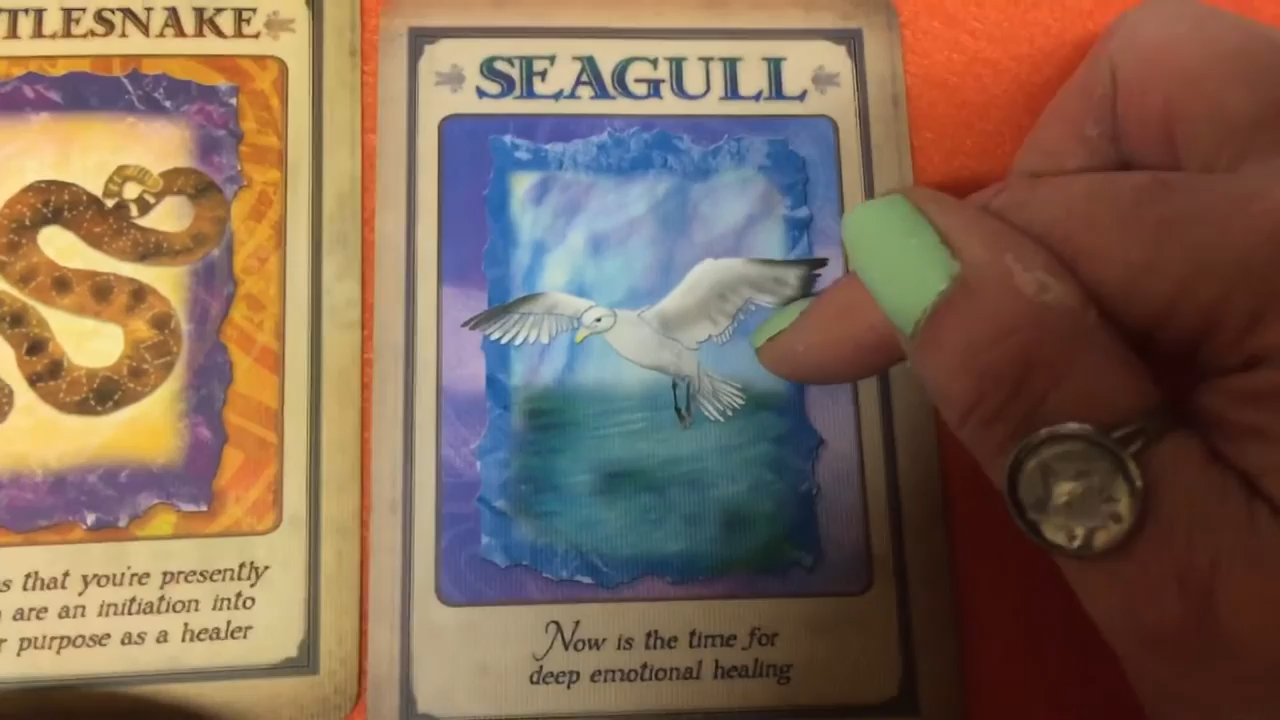 TLESNAKE
s that you're presently
are an initiation into
purpose as a healer
SEAGULL
Now is the time for
deep emotional healing